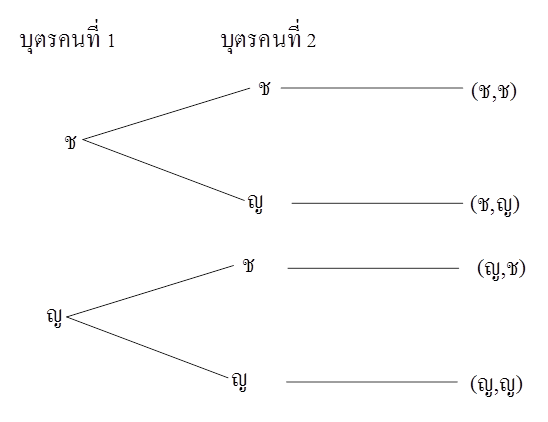 บุตรคนที่ 1 บุตรคนที่ 2
ช (ช,ช)
ช
ญ (ช,ญ)
ช (ญ,ช)
ญ
ญ (ญ,ญ)